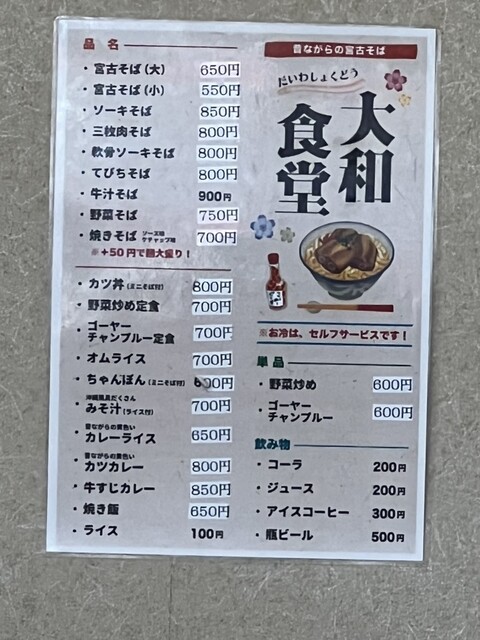 品 名
・宮古そば(大) 650円
・宮古そば(小) 550円
・ソーキそば 850円
・三枚肉そば 800円
・軟骨ソーキそば 800円
・てびちそば 800円
・牛汁そば 900円
・野菜そば 750円
・焼きそば ソース味 ケチャップ味 700円
※+50円で麺大盛り!
・カツ丼(ミニそば付) 800円
・野菜炒め定食 700円
・ゴーヤー
チャンプルー定食 700円
・オムライス 700円
・ちゃんぽん(ミニそば付) 00円
沖縄風具だくさん
・みそ汁(ライス付) 700円
昔ながらの黄色い
・カレーライス 650円
昔ながらの黄色い
・カツカレー 800円
・牛すじカレー 850円
・焼き飯 650円
・ライス 100円
昔ながらの宮古そば
だいわしょくどう
大和
食堂
※お冷は、セルフサービスです!
単 品
・野菜炒め 600円
・ゴーヤー
チャンプルー 600円
飲み物
・コーラ 200円
・ジュース 200円
・アイスコーヒー 300円
・瓶ビール 500円